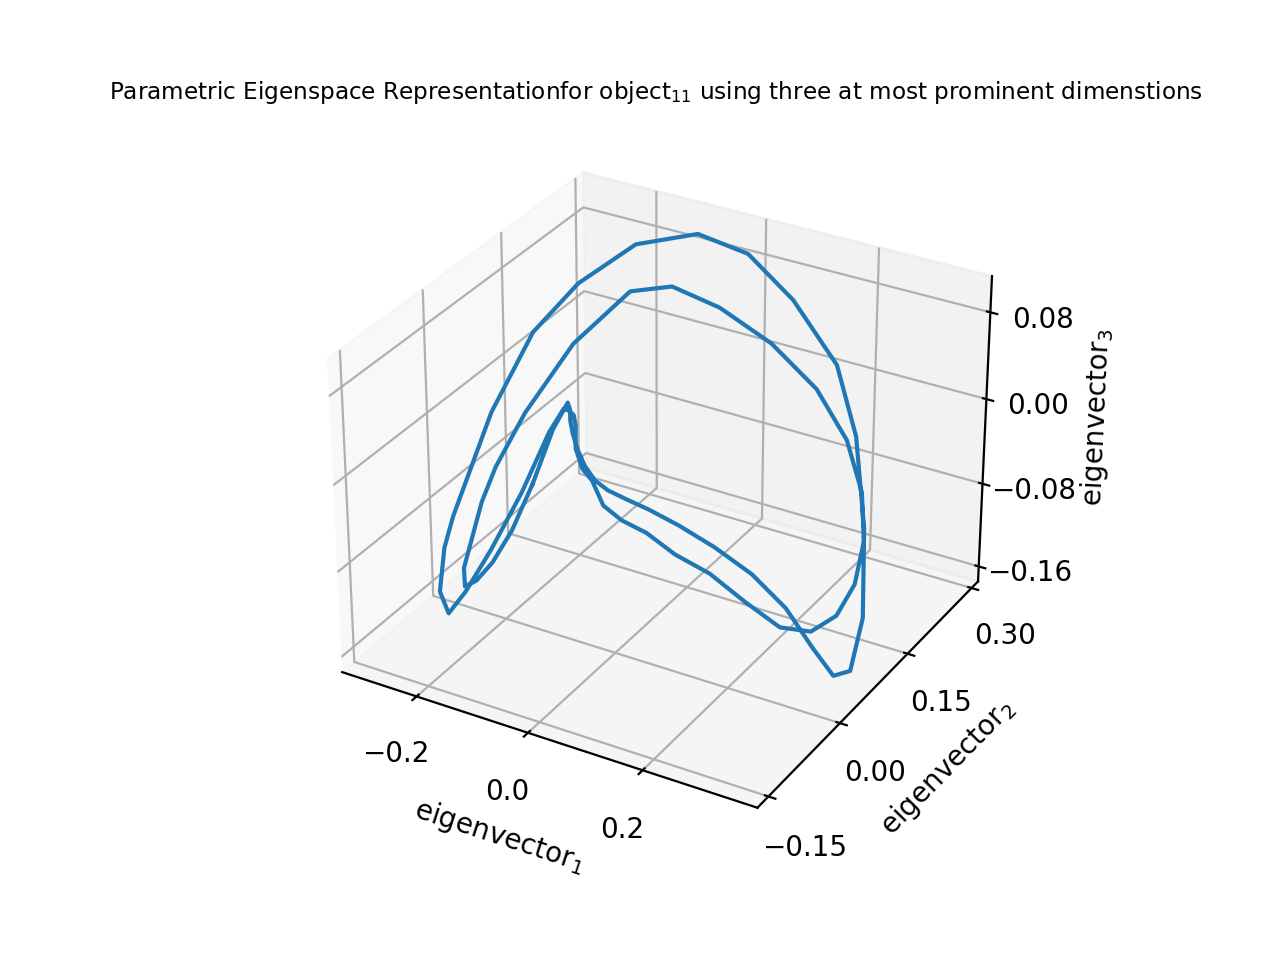 Parametric Eigenspace Representationfor object₁₁ using three at most prominent dimenstions
0.08
0.00
−0.08
−0.16
eigenvector₃
0.30
0.15
0.00
−0.15
eigenvector₂
−0.2
0.0
0.2
eigenvector₁